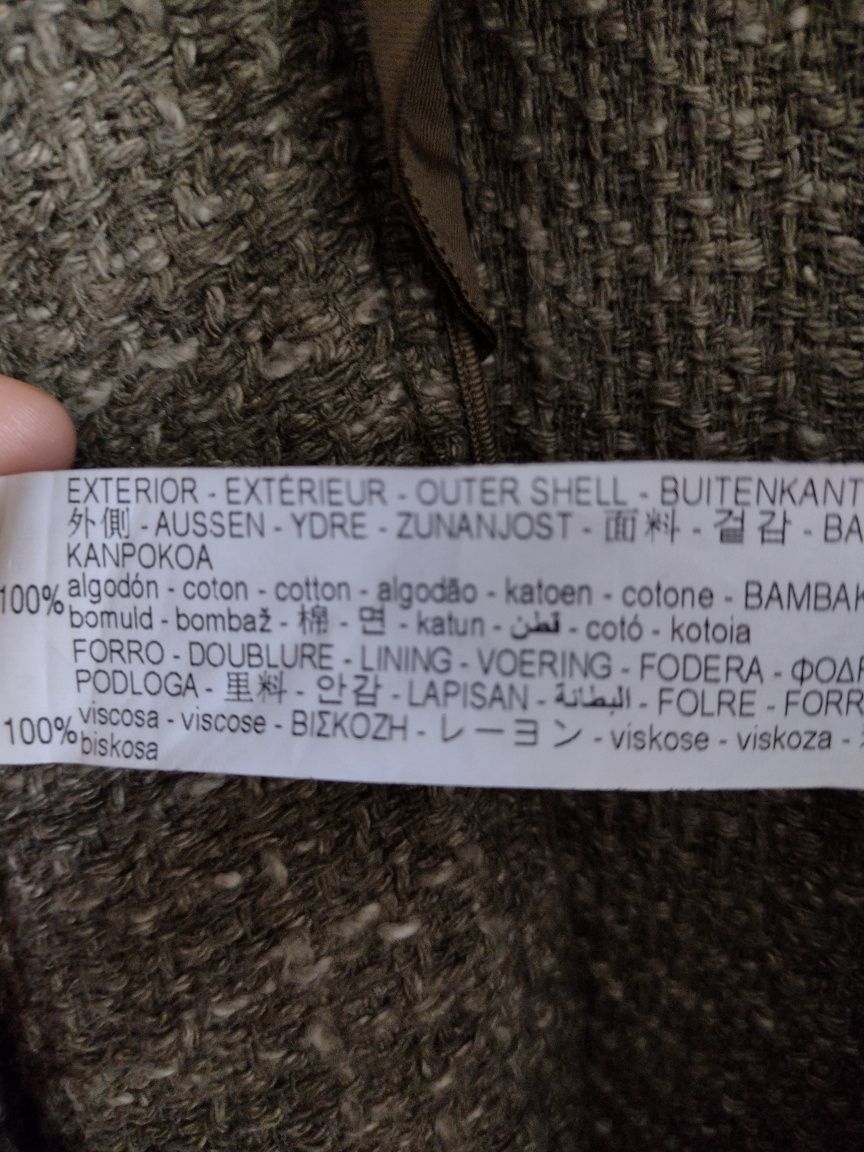 EXTERIOR - EXTÉRIEUR - OUTER SHELL - BUITENKANT
外側 - AUSSEN - YDRE - ZUNANJOST - 面料 - 겉감 - BA
KANPOKOA
100% algodón - coton - cotton - algodão - katoen - cotone - BAMBAK
bomuld - bombaž - 棉 - 면 - katun - قطن - cotó - kotoia
FORRO - DOUBLURE - LINING - VOERING - FODERA - ΦΟΔΡ
PODLOGA - 里料 - 안감 - LAPISAN - البطانة - FOLRE - FORR
100% viscosa - viscose - ΒΙΣΚΟΖΗ - レーヨン - viskose - viskoza -
biskosa